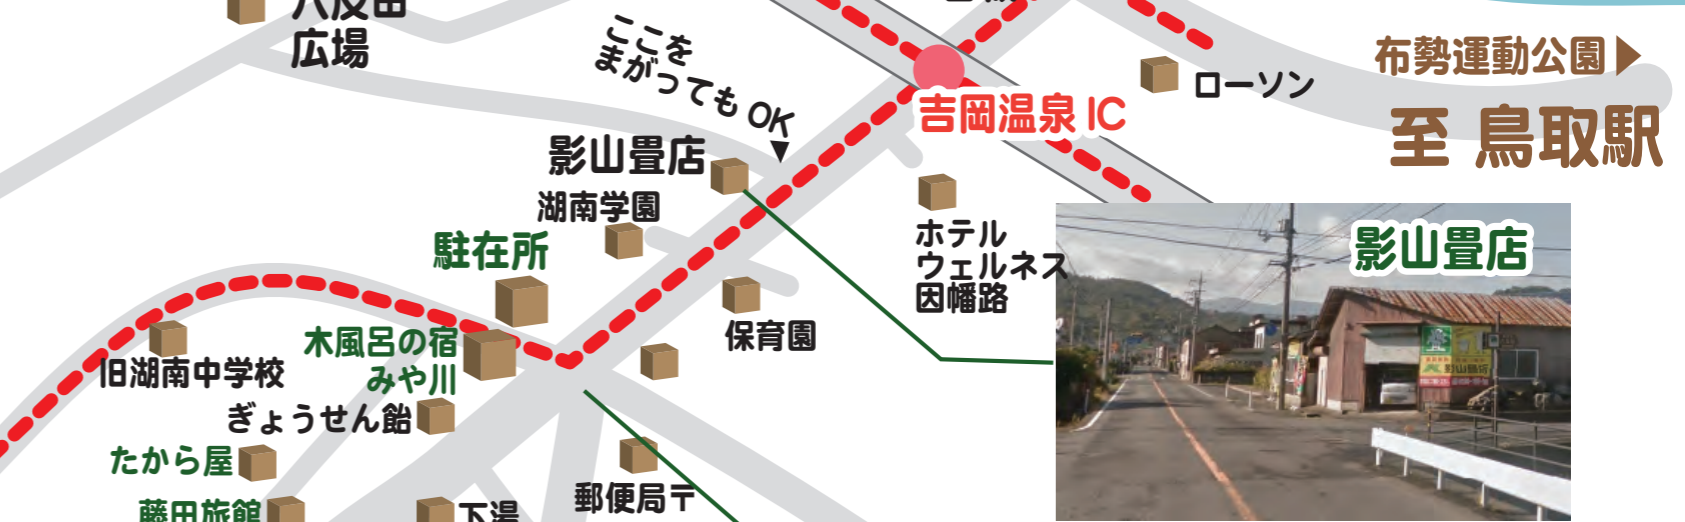 広場
ここを
まがっても OK
ローソン
布勢運動公園▶
至 鳥取駅
吉岡温泉 IC
影山畳店
湖南学園
駐在所
ホテル
ウェルネス
因幡路
影山畳店
保育園
木風呂の宿
みや川
旧湖南中学校
ぎょうせん飴
たから屋
郵便局〒
藤田旅館
下湯